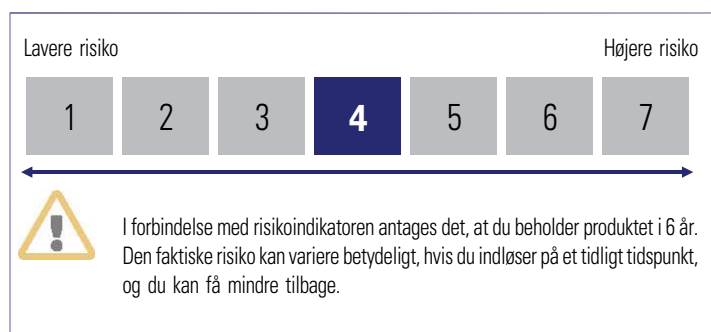 Lavere risiko Højere risiko
1 2 3 4 5 6 7
I forbindelse med risikoindikatoren antages det, at du beholder produktet i 6 år.
Den faktiske risiko kan variere betydeligt, hvis du indløser på et tidligt tidspunkt,
og du kan få mindre tilbage.